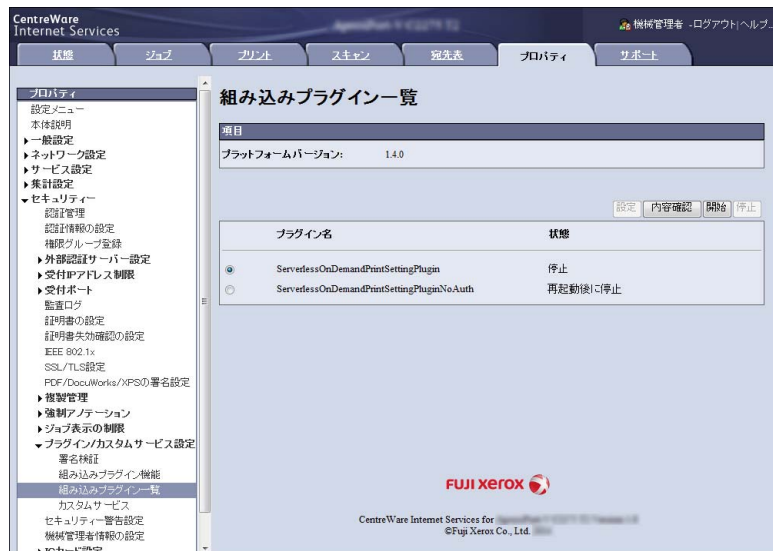 CentreWare
Internet Services
機械管理者 -ログアウト|ヘルプ
状態 ジョブ プリント スキャン 宛先表 プロパティ サポート
プロパティ
設定メニュー
本体説明
一般設定
ネットワーク設定
サービス設定
集計設定
セキュリティー
認証管理
認証情報の設定
権限グループ登録
外部認証サーバー設定
受付IPアドレス制限
受付ポート
監査ログ
証明書の設定
証明書失効確認の設定
IEEE 802.1x
SSL/TLS設定
PDF/DocuWorks/XPSの署名設定
複製管理
強制アノテーション
ジョブ表示の制限
プラグイン/カスタムサービス設定
署名検証
組み込みプラグイン機能
組み込みプラグイン一覧
カスタムサービス
セキュリティー警告設定
機械管理者情報の設定
ICカード設定
組み込みプラグイン一覧
項目
プラットフォームバージョン: 1.4.0
設定 内容確認 開始 停止
プラグイン名 状態
ServerlessOnDemandPrintSettingPlugin 停止
ServerlessOnDemandPrintSettingPluginNoAuth 再起動後に停止
FUJI XEROX
CentreWare Internet Services for
©Fuji Xerox Co., Ltd.